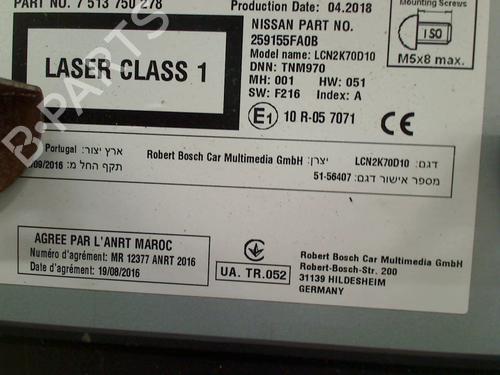 PART NO. 7 513 750 278
Production Date: 04.2018
NISSAN PART NO.
259155FA0B
Model name: LCN2K70D10
DNN: TNM970
MH: 001 HW: 051
SW: F216 Index: A
E1 10 R-05 7071
CE
Mounting Screws
ISO
M5x8 max.
LASER CLASS 1
B-PARTS
דגם: LCN2K70D10
יצרן: Robert Bosch Car Multimedia GmbH
ארץ יצור: Portugal
מספר אישור דגם: 51-56407
תקף החל מ: /09/2016
AGREE PAR L'ANRT MAROC
Numéro d'agrément: MR 12377 ANRT 2016
Date d'agrément: 19/08/2016
UA. TR.052
Robert Bosch Car Multimedia GmbH
Robert-Bosch-Str. 200
31139 HILDESHEIM
GERMANY